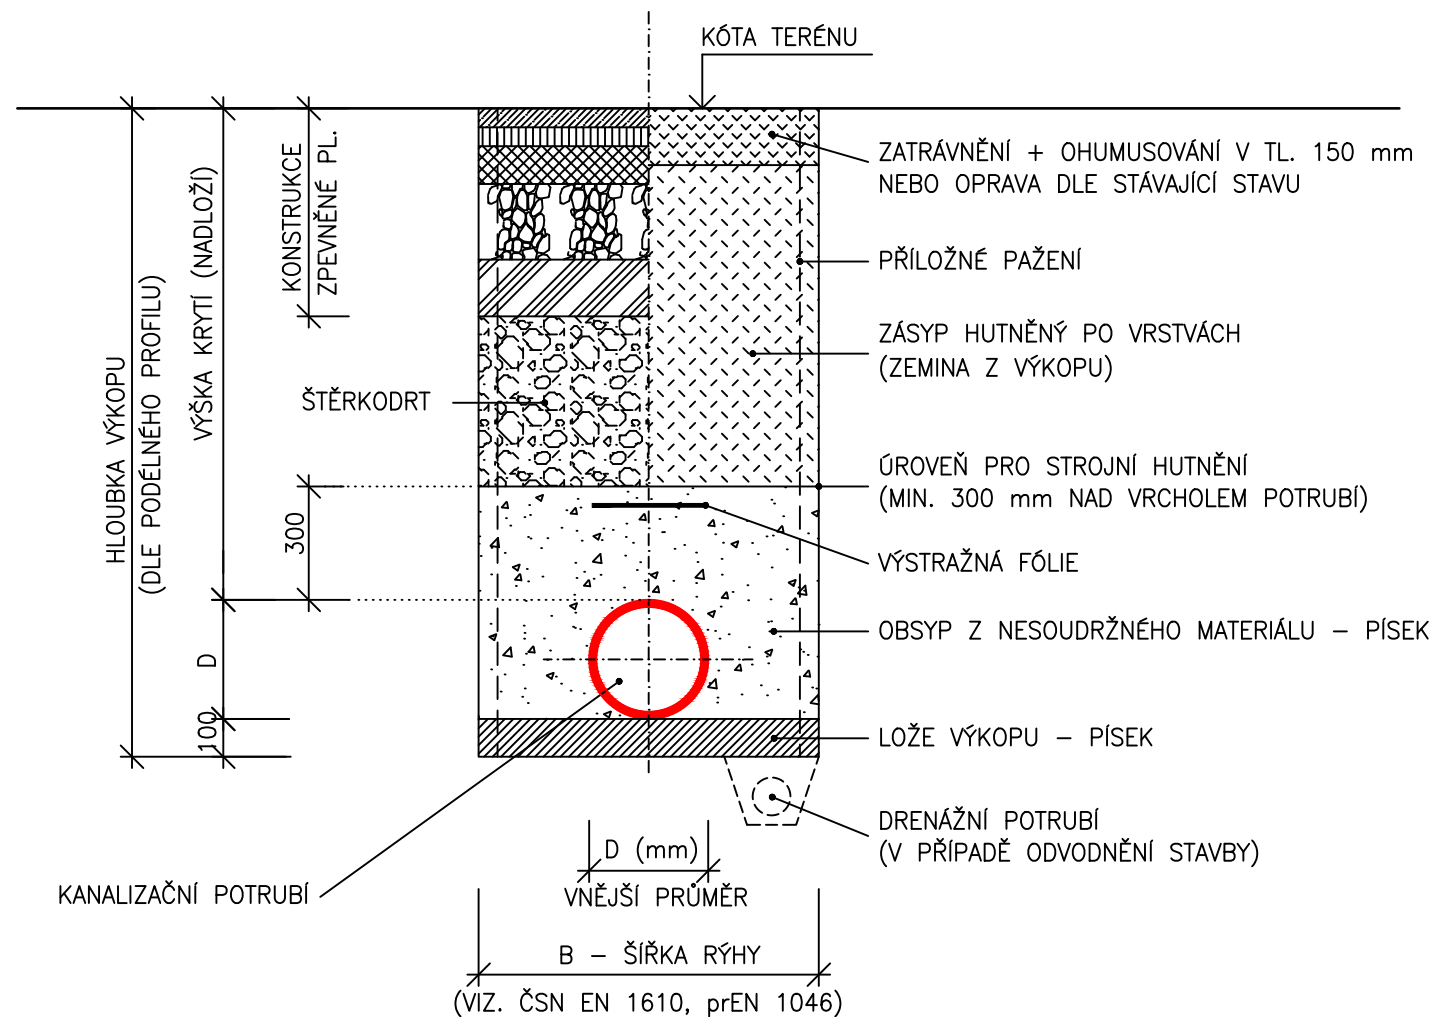 KÓTA TERÉNU
ZATRÁVNĚNÍ + OHUMUSOVÁNÍ V TL. 150 mm
NEBO OPRAVA DLE STÁVAJÍCÍ STAVU
PŘÍLOŽNÉ PAŽENÍ
ZÁSYP HUTNĚNÝ PO VRSTVÁCH
(ZEMINA Z VÝKOPU)
ÚROVEŇ PRO STROJNÍ HUTNĚNÍ
(MIN. 300 mm NAD VRCHOLEM POTRUBÍ)
VÝSTRAŽNÁ FÓLIE
OBSYP Z NESOUDRŽNÉHO MATERIÁLU – PÍSEK
LOŽE VÝKOPU – PÍSEK
DRENÁŽNÍ POTRUBÍ
(V PŘÍPADĚ ODVODNĚNÍ STAVBY)
HLOUBKA VÝKOPU
(DLE PODÉLNÉHO PROFILU)
VÝŠKA KRYTÍ (NADLOŽÍ)
KONSTRUKCE
ZPEVNĚNÉ PL.
ŠTĚRKODRT
300
D
100
KANALIZAČNÍ POTRUBÍ
D (mm)
VNĚJŠÍ PRŮMĚR
B – ŠÍŘKA RÝHY
(VIZ. ČSN EN 1610, prEN 1046)